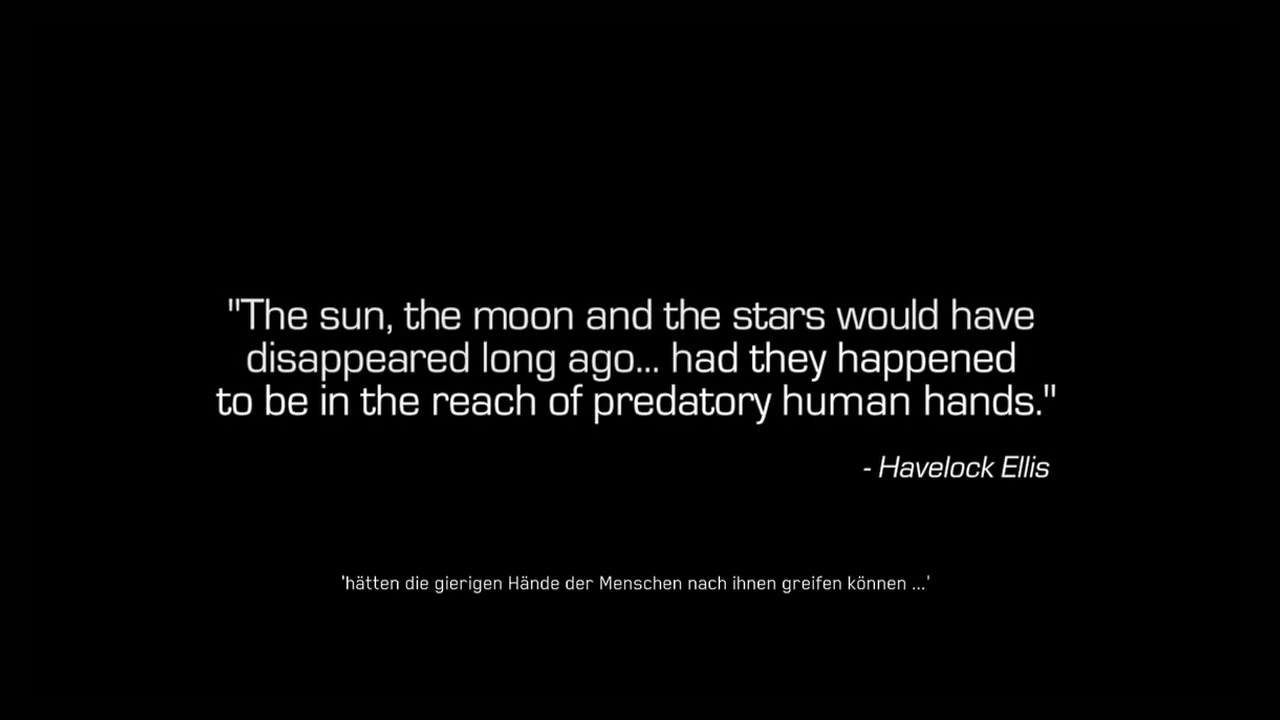 "The sun, the moon and the stars would have
disappeared long ago... had they happened
to be in the reach of predatory human hands."
- Havelock Ellis
'hätten die gierigen Hände der Menschen nach ihnen greifen können ...'